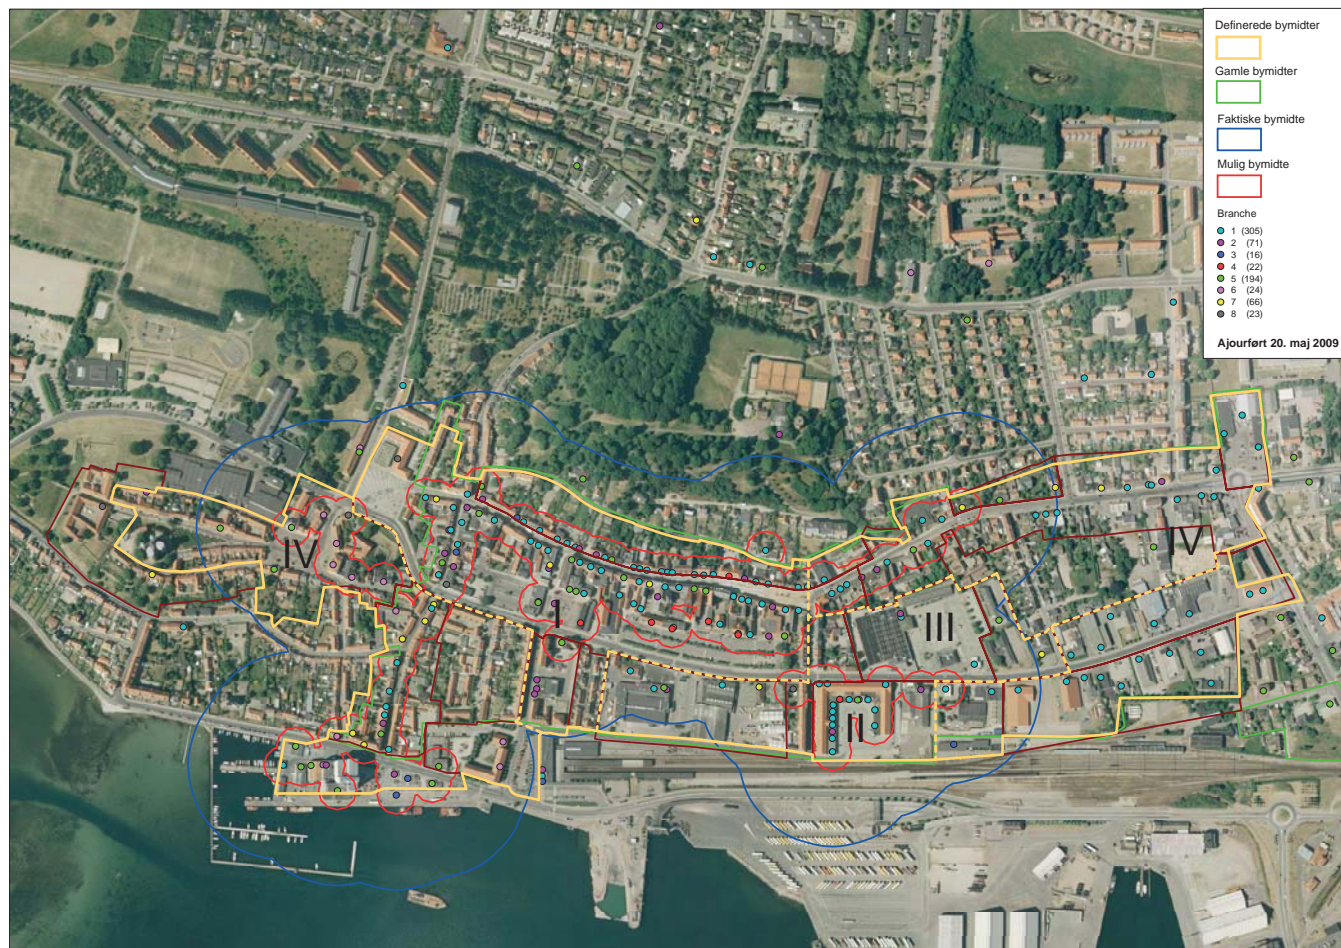 Definerede bymidter
Gamle bymidter
Faktiske bymidte
Mulig bymidte
Branche
1 (305)
2 (71)
3 (16)
4 (22)
5 (194)
6 (24)
7 (66)
8 (23)
Ajourført 20. maj 2009
IV
IV
I
III
II